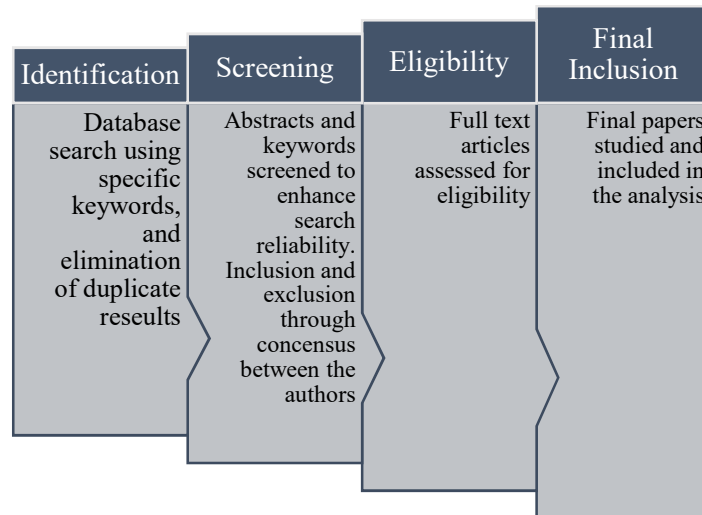 Identification
Database
search using
specific
keywords,
and
elimination
of duplicate
reseults
Screening
Abstracts and
keywords
screened to
enhance
search
reliability.
Inclusion and
exclusion
through
concensus
between the
authors
Eligibility
Full text
articles
assessed for
eligibility
Final
Inclusion
Final papers
studied and
included in
the analysis